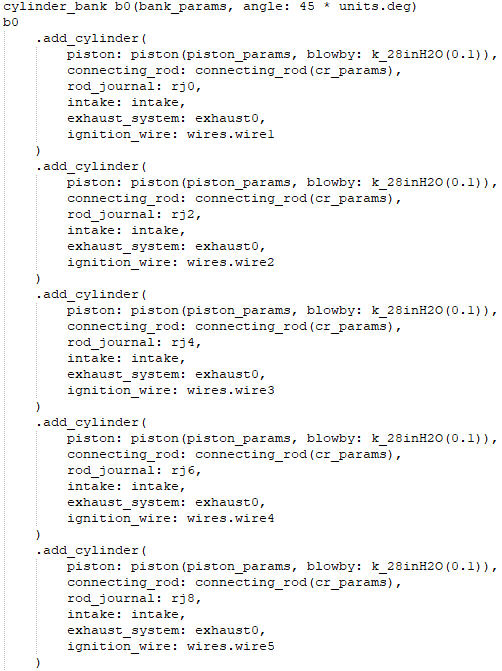 cylinder_bank b0(bank_params, angle: 45 * units.deg)
b0
    .add_cylinder(
        piston: piston(piston_params, blowby: k_28inH2O(0.1)),
        connecting_rod: connecting_rod(cr_params),
        rod_journal: rj0,
        intake: intake,
        exhaust_system: exhaust0,
        ignition_wire: wires.wire1
    )
    .add_cylinder(
        piston: piston(piston_params, blowby: k_28inH2O(0.1)),
        connecting_rod: connecting_rod(cr_params),
        rod_journal: rj2,
        intake: intake,
        exhaust_system: exhaust0,
        ignition_wire: wires.wire2
    )
    .add_cylinder(
        piston: piston(piston_params, blowby: k_28inH2O(0.1)),
        connecting_rod: connecting_rod(cr_params),
        rod_journal: rj4,
        intake: intake,
        exhaust_system: exhaust0,
        ignition_wire: wires.wire3
    )
    .add_cylinder(
        piston: piston(piston_params, blowby: k_28inH2O(0.1)),
        connecting_rod: connecting_rod(cr_params),
        rod_journal: rj6,
        intake: intake,
        exhaust_system: exhaust0,
        ignition_wire: wires.wire4
    )
    .add_cylinder(
        piston: piston(piston_params, blowby: k_28inH2O(0.1)),
        connecting_rod: connecting_rod(cr_params),
        rod_journal: rj8,
        intake: intake,
        exhaust_system: exhaust0,
        ignition_wire: wires.wire5
    )